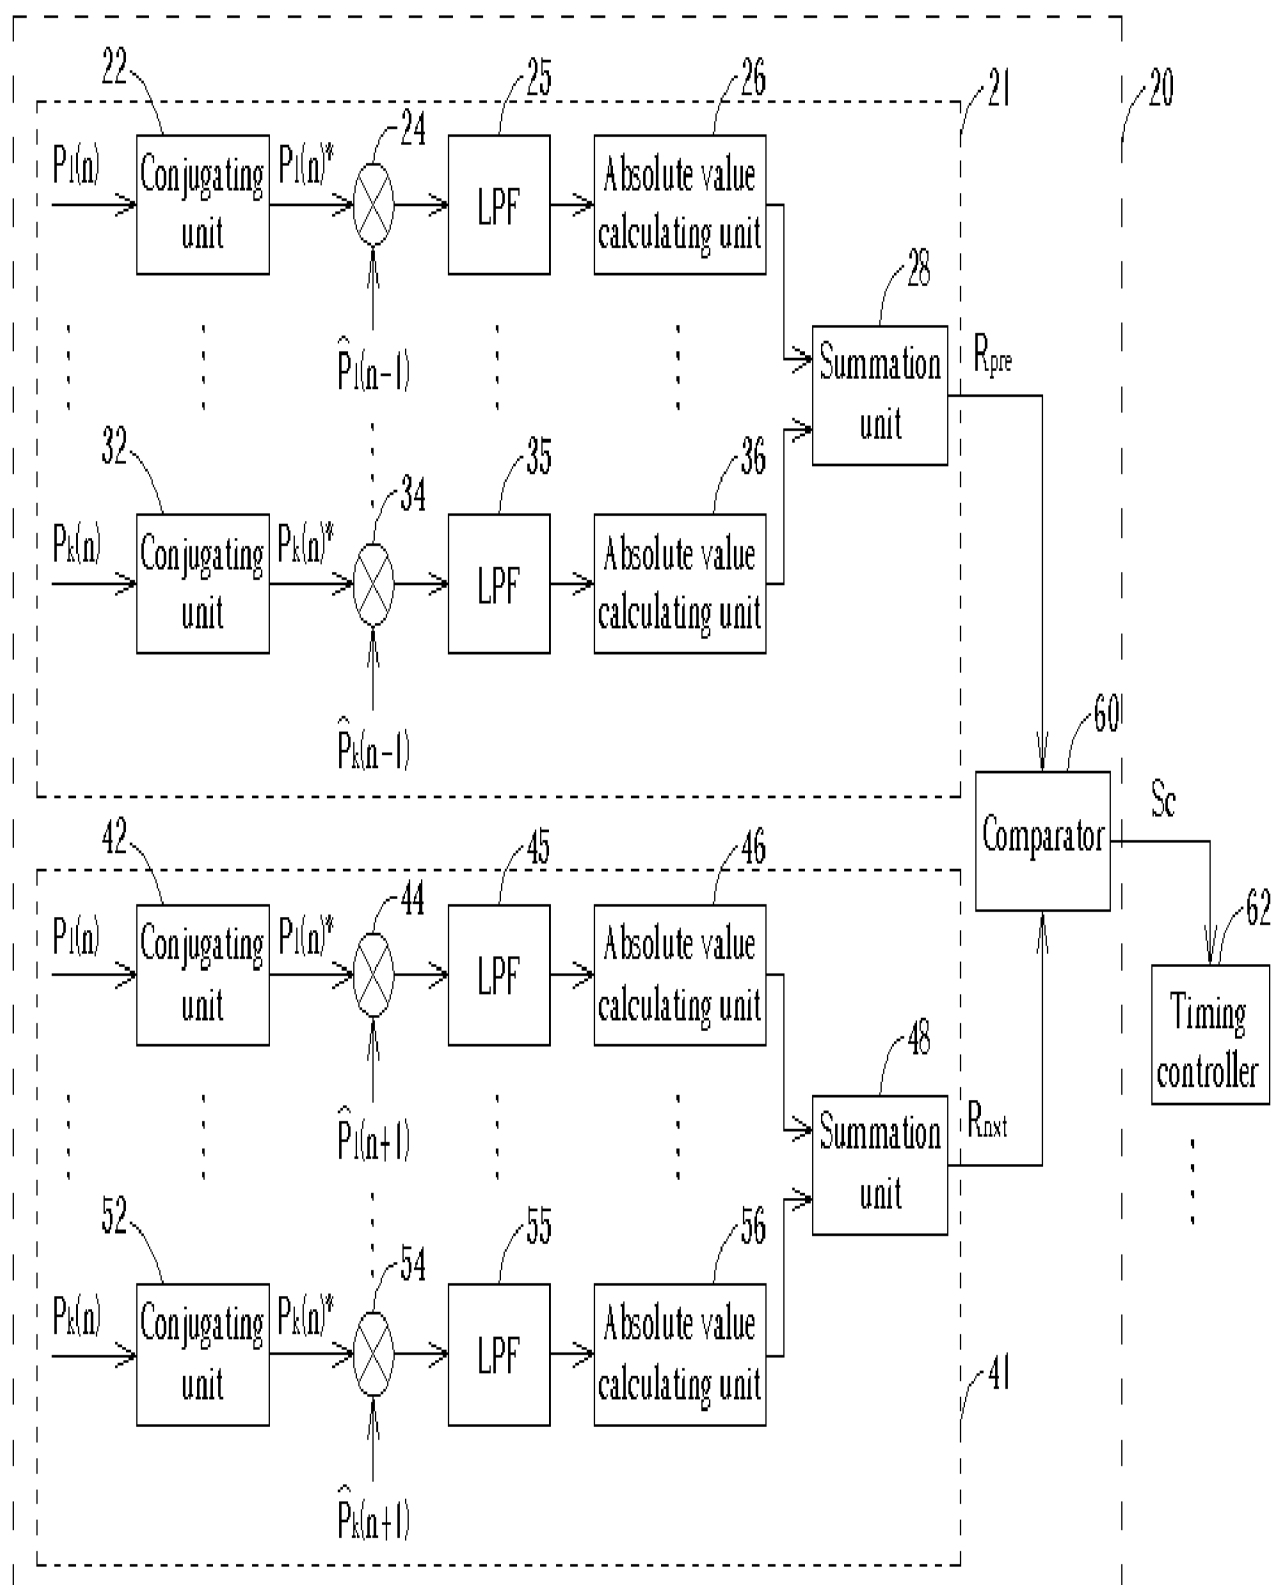 22
25
26
21
20
P1(n)
Conjugating
unit
P1(n)*
24
LPF
Absolute value
calculating unit
28
P̂1(n-1)
Summation
unit
Rpre
32
35
36
Pk(n)
Conjugating
unit
Pk(n)*
34
LPF
Absolute value
calculating unit
P̂k(n-1)
60
Comparator
Sc
62
Timing
controller
42
45
46
P1(n)
Conjugating
unit
P1(n)*
44
LPF
Absolute value
calculating unit
48
P̂1(n+1)
Summation
unit
Rnxt
52
55
56
Pk(n)
Conjugating
unit
Pk(n)*
54
LPF
Absolute value
calculating unit
41
P̂k(n+1)